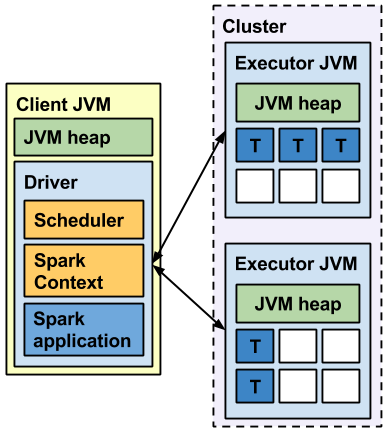 Client JVM
JVM heap
Driver
Scheduler
Spark
Context
Spark
application
Cluster
Executor JVM
JVM heap
T T T
Executor JVM
JVM heap
T
T